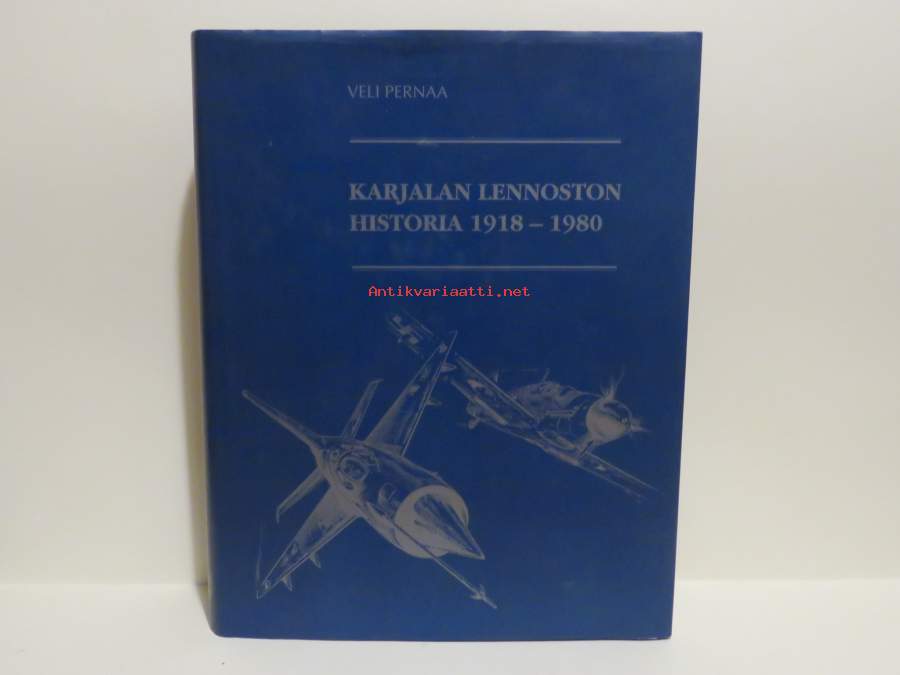 VELI PERNAA
KARJALAN LENNOSTON
HISTORIA 1918 – 1980
Antikvariaatti.net